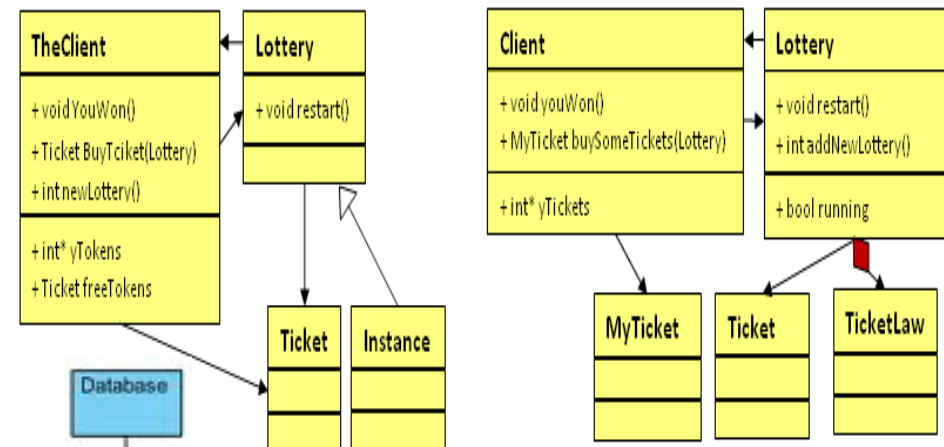 TheClient
+ void YouWon()
+ Ticket BuyTciket(Lottery)
+ int newLottery()
+ int* yTokens
+ Ticket freeTokens
Lottery
+ void restart()
Ticket
Instance
Database
Client
+ void youWon()
+ MyTicket buySomeTickets(Lottery)
+ int* yTickets
Lottery
+ void restart()
+ int addNewLottery()
+ bool running
MyTicket
Ticket
TicketLaw